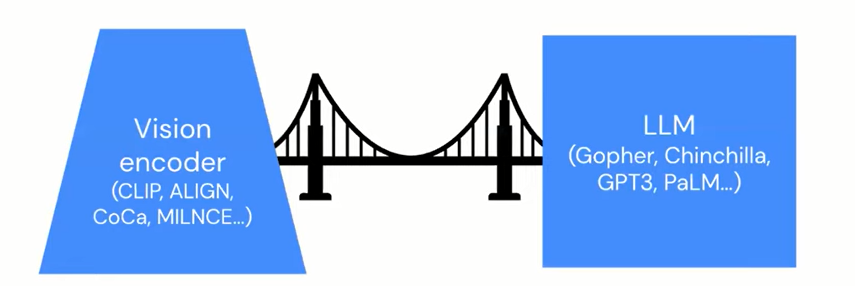 Vision
encoder
(CLIP, ALIGN,
CoCa, MILNCE...)
LLM
(Gopher, Chinchilla,
GPT3, PaLM...)